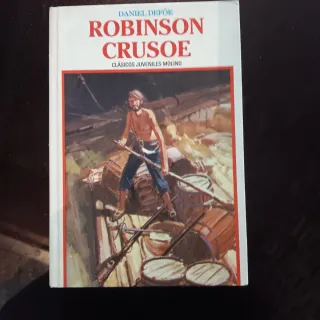 DANIEL DEFOE
ROBINSON
CRUSOE
CLÁSICOS JUVENILES MOLINO